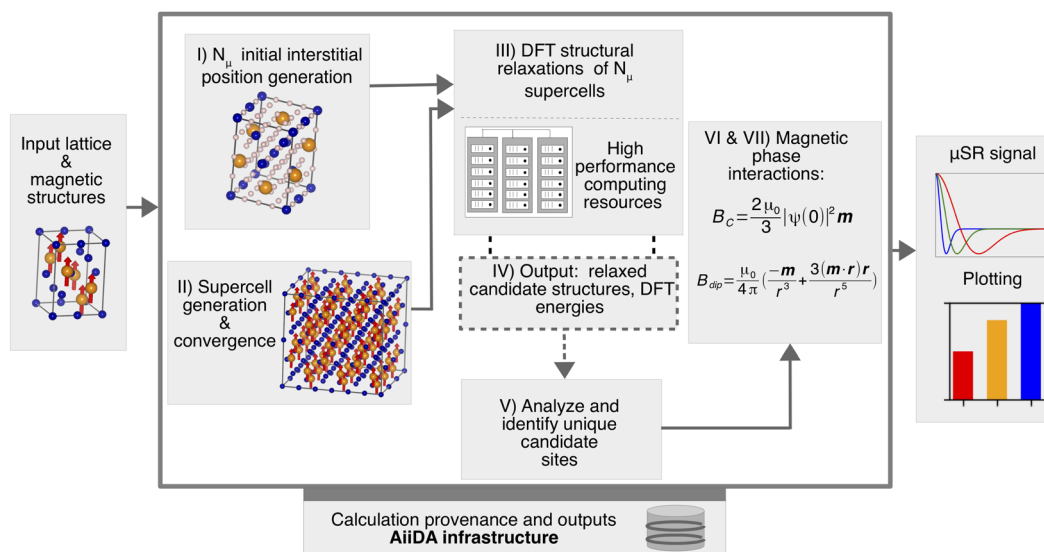 Input lattice
&
magnetic
structures
I) Nμ initial interstitial
position generation
II) Supercell
generation
&
convergence
III) DFT structural
relaxations of Nμ
supercells
High
performance
computing
resources
IV) Output: relaxed
candidate structures, DFT
energies
V) Analyze and
identify unique
candidate
sites
VI & VII) Magnetic
phase
interactions:
B_C = 2μ₀/3 |ψ(0)|² m
B_dip = μ₀/4π (−m/r³ + 3(m·r)r/r⁵)
μSR signal
Plotting
Calculation provenance and outputs
AiiDA infrastructure